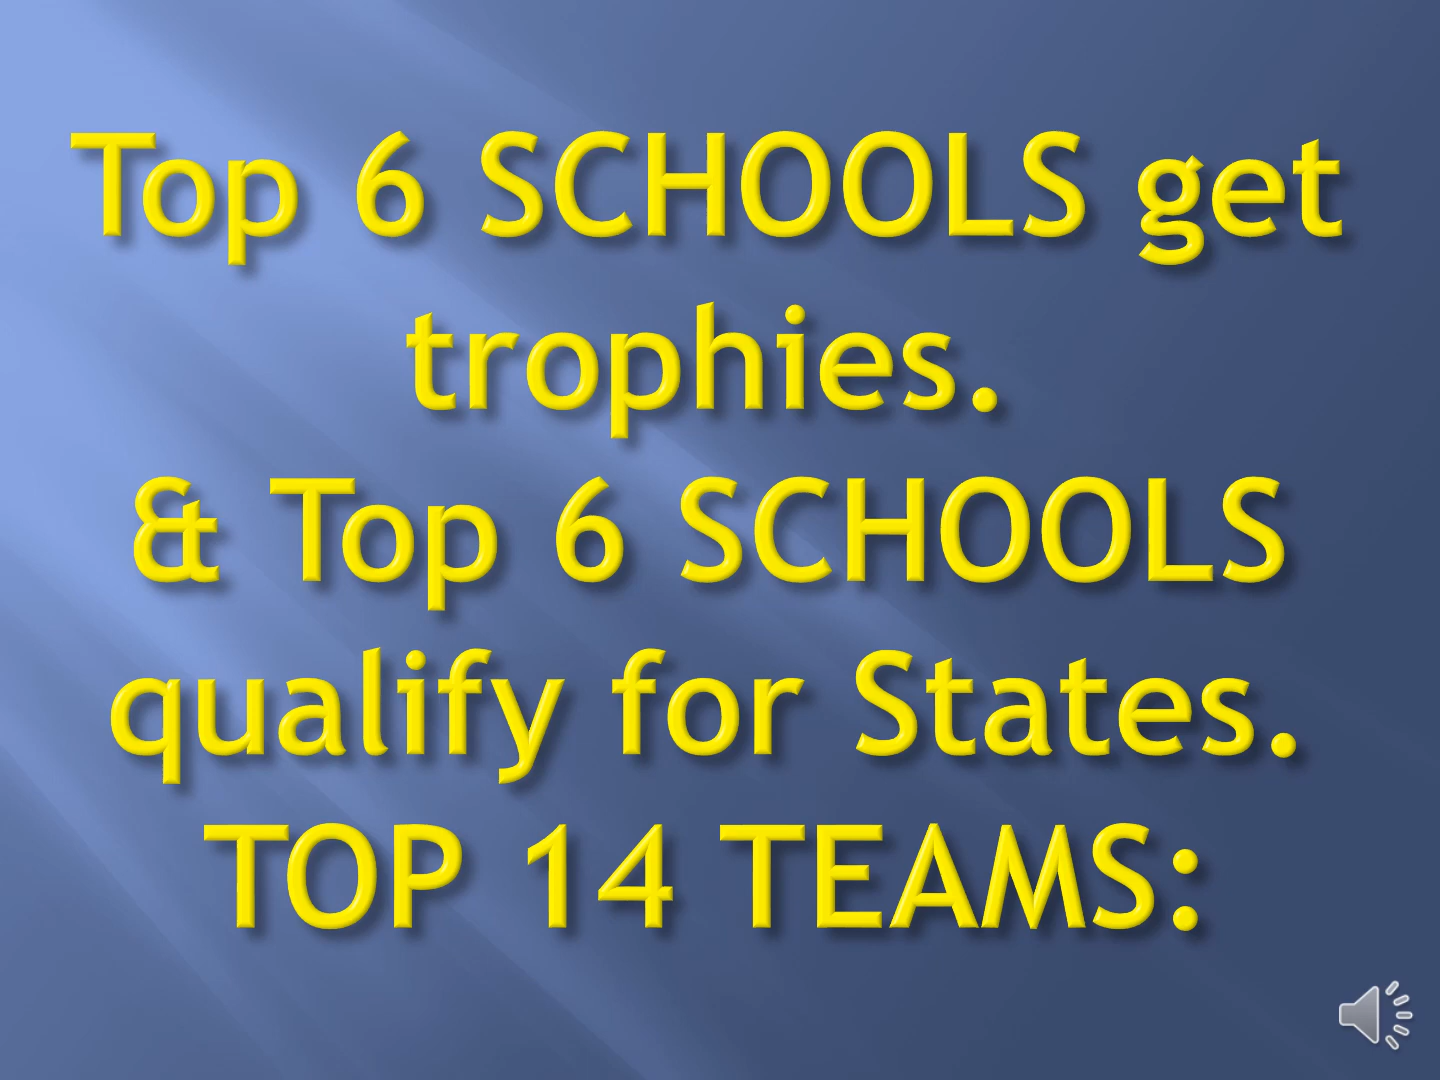 Top 6 SCHOOLS get
trophies.
& Top 6 SCHOOLS
qualify for States.
TOP 14 TEAMS: